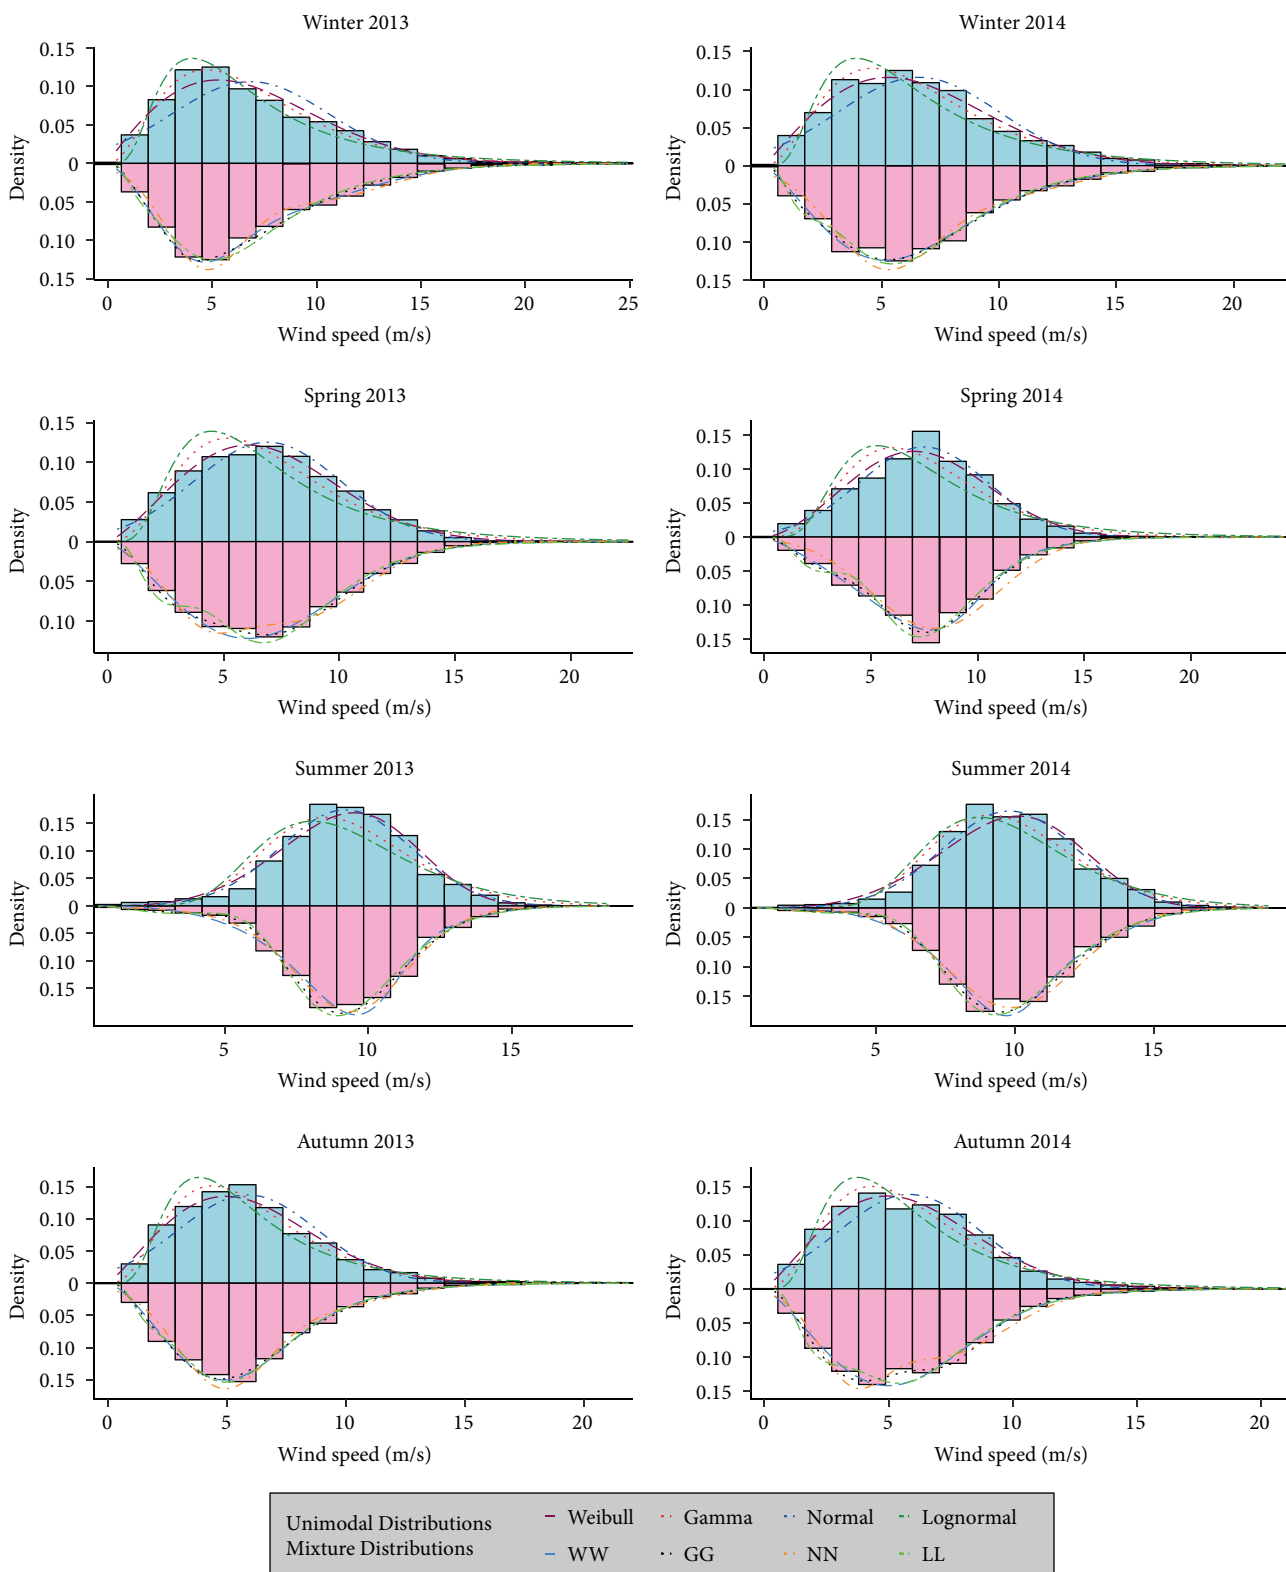 Winter 2013
Density
0.15
0.10
0.05
0
0.05
0.10
0.15
0 5 10 15 20 25
Wind speed (m/s)
Winter 2014
Density
0.15
0.10
0.05
0
0.05
0.10
0.15
0 5 10 15 20
Wind speed (m/s)
Spring 2013
Density
0.15
0.10
0.05
0
0.05
0.10
0 5 10 15 20
Wind speed (m/s)
Spring 2014
Density
0.15
0.10
0.05
0
0.05
0.10
0.15
0 5 10 15 20
Wind speed (m/s)
Summer 2013
Density
0.15
0.10
0.05
0
0.05
0.10
0.15
5 10 15
Wind speed (m/s)
Summer 2014
Density
0.15
0.10
0.05
0
0.05
0.10
0.15
5 10 15
Wind speed (m/s)
Autumn 2013
Density
0.15
0.10
0.05
0
0.05
0.10
0.15
0 5 10 15 20
Wind speed (m/s)
Autumn 2014
Density
0.15
0.10
0.05
0
0.05
0.10
0.15
0 5 10 15 20
Wind speed (m/s)
Unimodal Distributions Weibull Gamma Normal Lognormal
Mixture Distributions WW GG NN LL